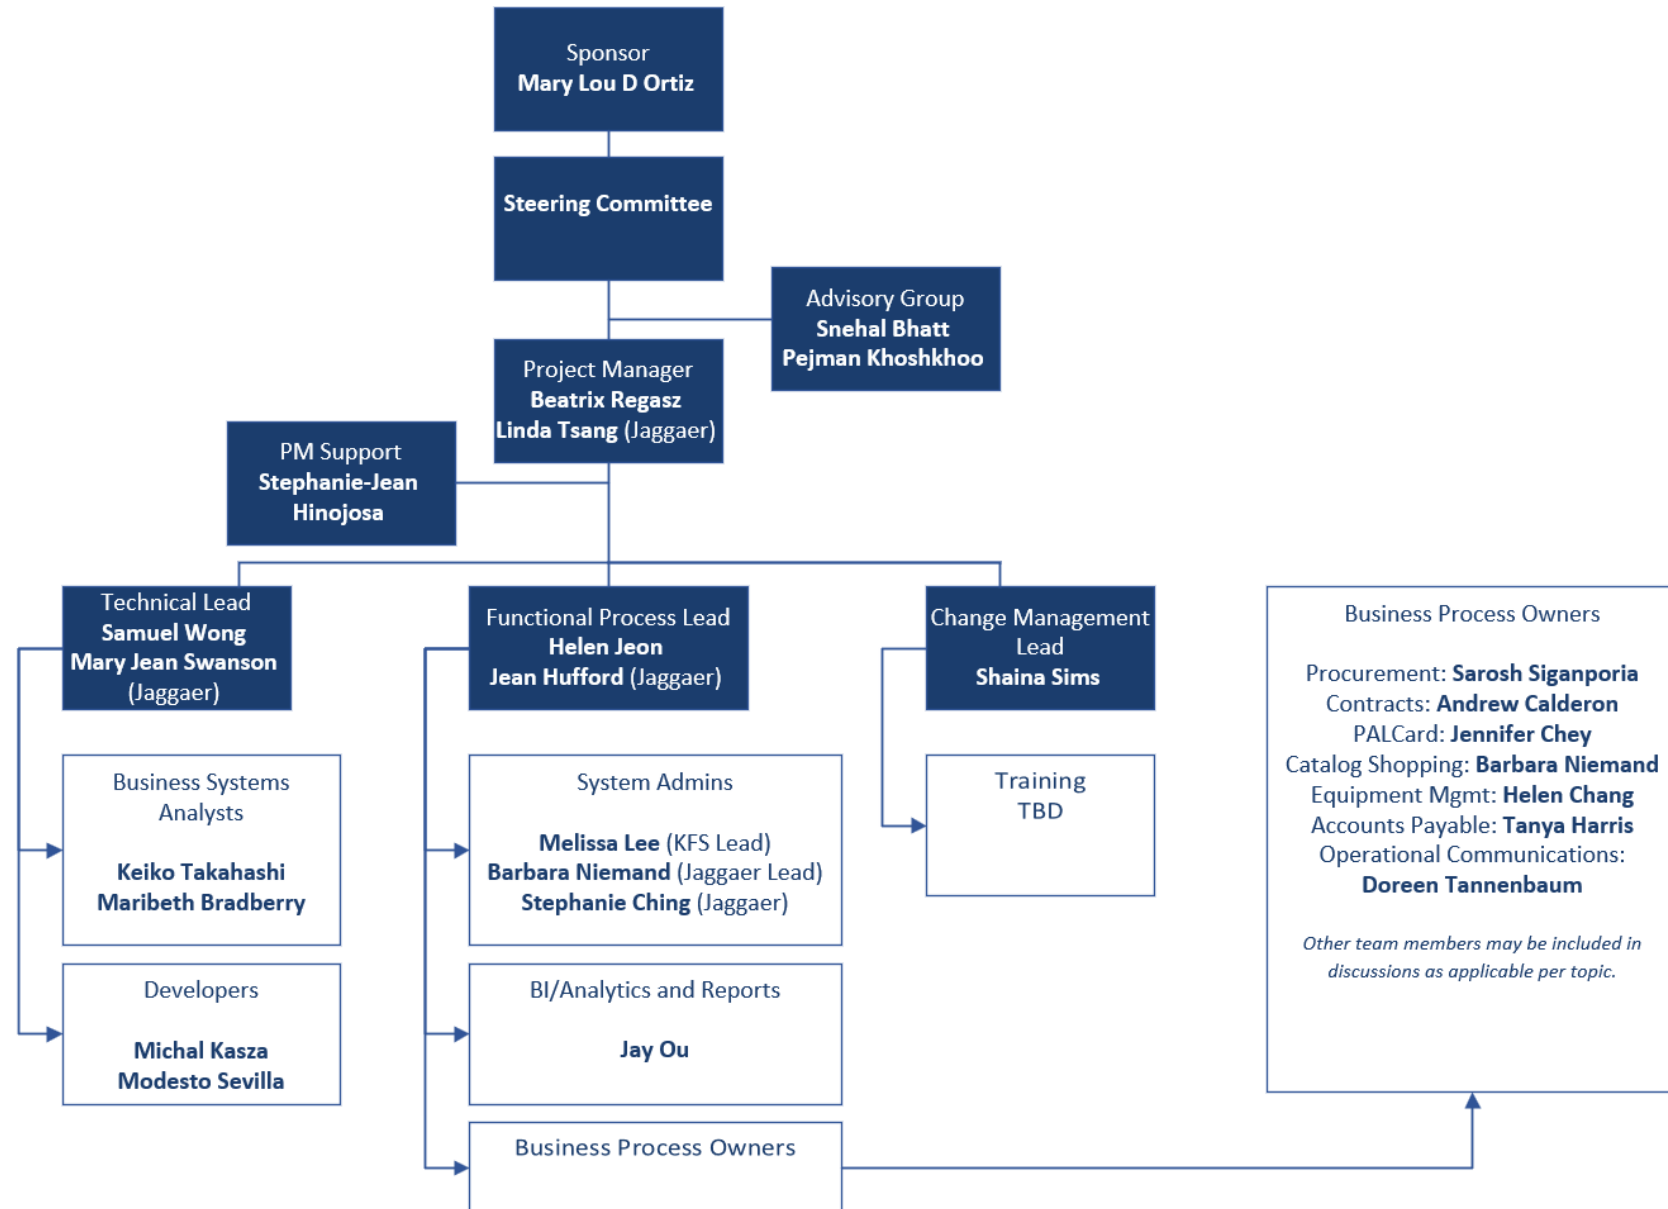 Sponsor
Mary Lou D Ortiz
Steering Committee
Advisory Group
Snehal Bhatt
Pejman Khoshkhoo
Project Manager
Beatrix Regasz
Linda Tsang (Jaggaer)
PM Support
Stephanie-Jean
Hinojosa
Technical Lead
Samuel Wong
Mary Jean Swanson
(Jaggaer)
Functional Process Lead
Helen Jeon
Jean Hufford (Jaggaer)
Change Management
Lead
Shaina Sims
Business Systems
Analysts
Keiko Takahashi
Maribeth Bradberry
Developers
Michal Kasza
Modesto Sevilla
System Admins
Melissa Lee (KFS Lead)
Barbara Niemand (Jaggaer Lead)
Stephanie Ching (Jaggaer)
BI/Analytics and Reports
Jay Ou
Business Process Owners
Training
TBD
Business Process Owners
Procurement: Sarosh Siganporia
Contracts: Andrew Calderon
PALCard: Jennifer Chey
Catalog Shopping: Barbara Niemand
Equipment Mgmt: Helen Chang
Accounts Payable: Tanya Harris
Operational Communications:
Doreen Tannenbaum
Other team members may be included in
discussions as applicable per topic.